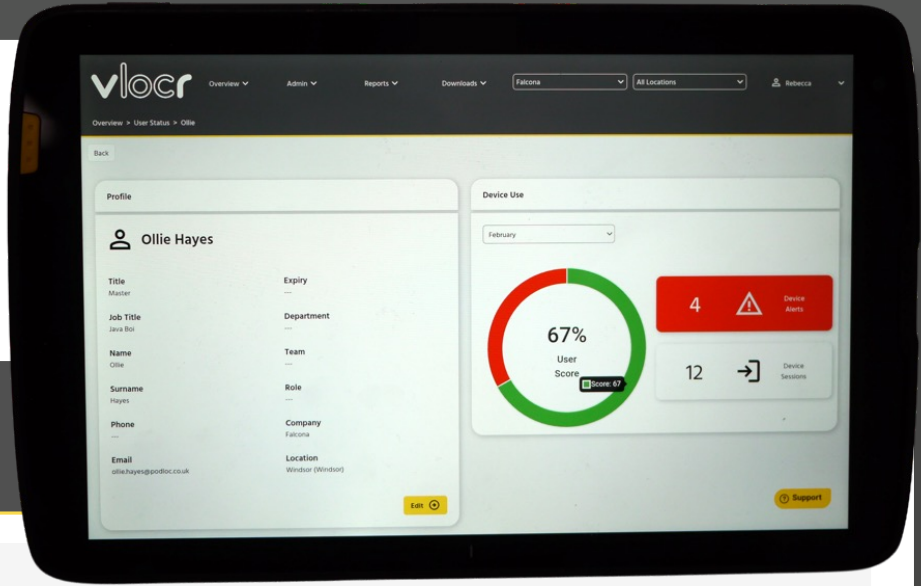 vlocr
Overview
Admin
Reports
Downloads
Falcona
All Locations
Rebecca
Overview > User Status > Ollie
Back
Profile
Ollie Hayes
Title
Master
Expiry
---
Job Title
Java Boi
Department
---
Name
Ollie
Team
---
Surname
Hayes
Role
---
Phone
---
Company
Falcona
Email
ollie.hayes@podloc.co.uk
Location
Windsor (Windsor)
Edit
Device Use
February
67%
User
Score
Score: 67
4
Device
Alerts
12
Device
Sessions
Support